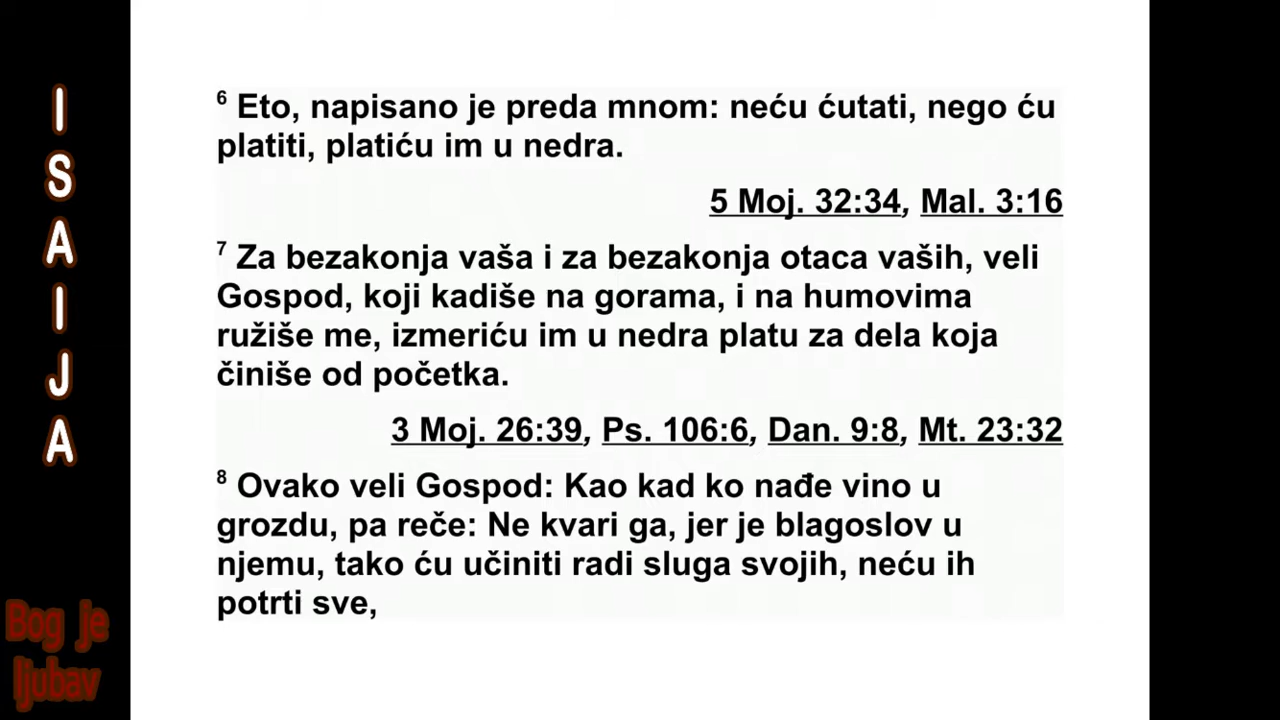 ISAIJA
Bog je
ljubav
6 Eto, napisano je preda mnom: neću ćutati, nego ću
platiti, platiću im u nedra.
5 Moj. 32:34, Mal. 3:16
7 Za bezakonja vaša i za bezakonja otaca vaših, veli
Gospod, koji kadiše na gorama, i na humovima
ružiše me, izmeriću im u nedra platu za dela koja
činiše od početka.
3 Moj. 26:39, Ps. 106:6, Dan. 9:8, Mt. 23:32
8 Ovako veli Gospod: Kao kad ko nađe vino u
grozdu, pa reče: Ne kvari ga, jer je blagoslov u
njemu, tako ću učiniti radi sluga svojih, neću ih
potrti sve,